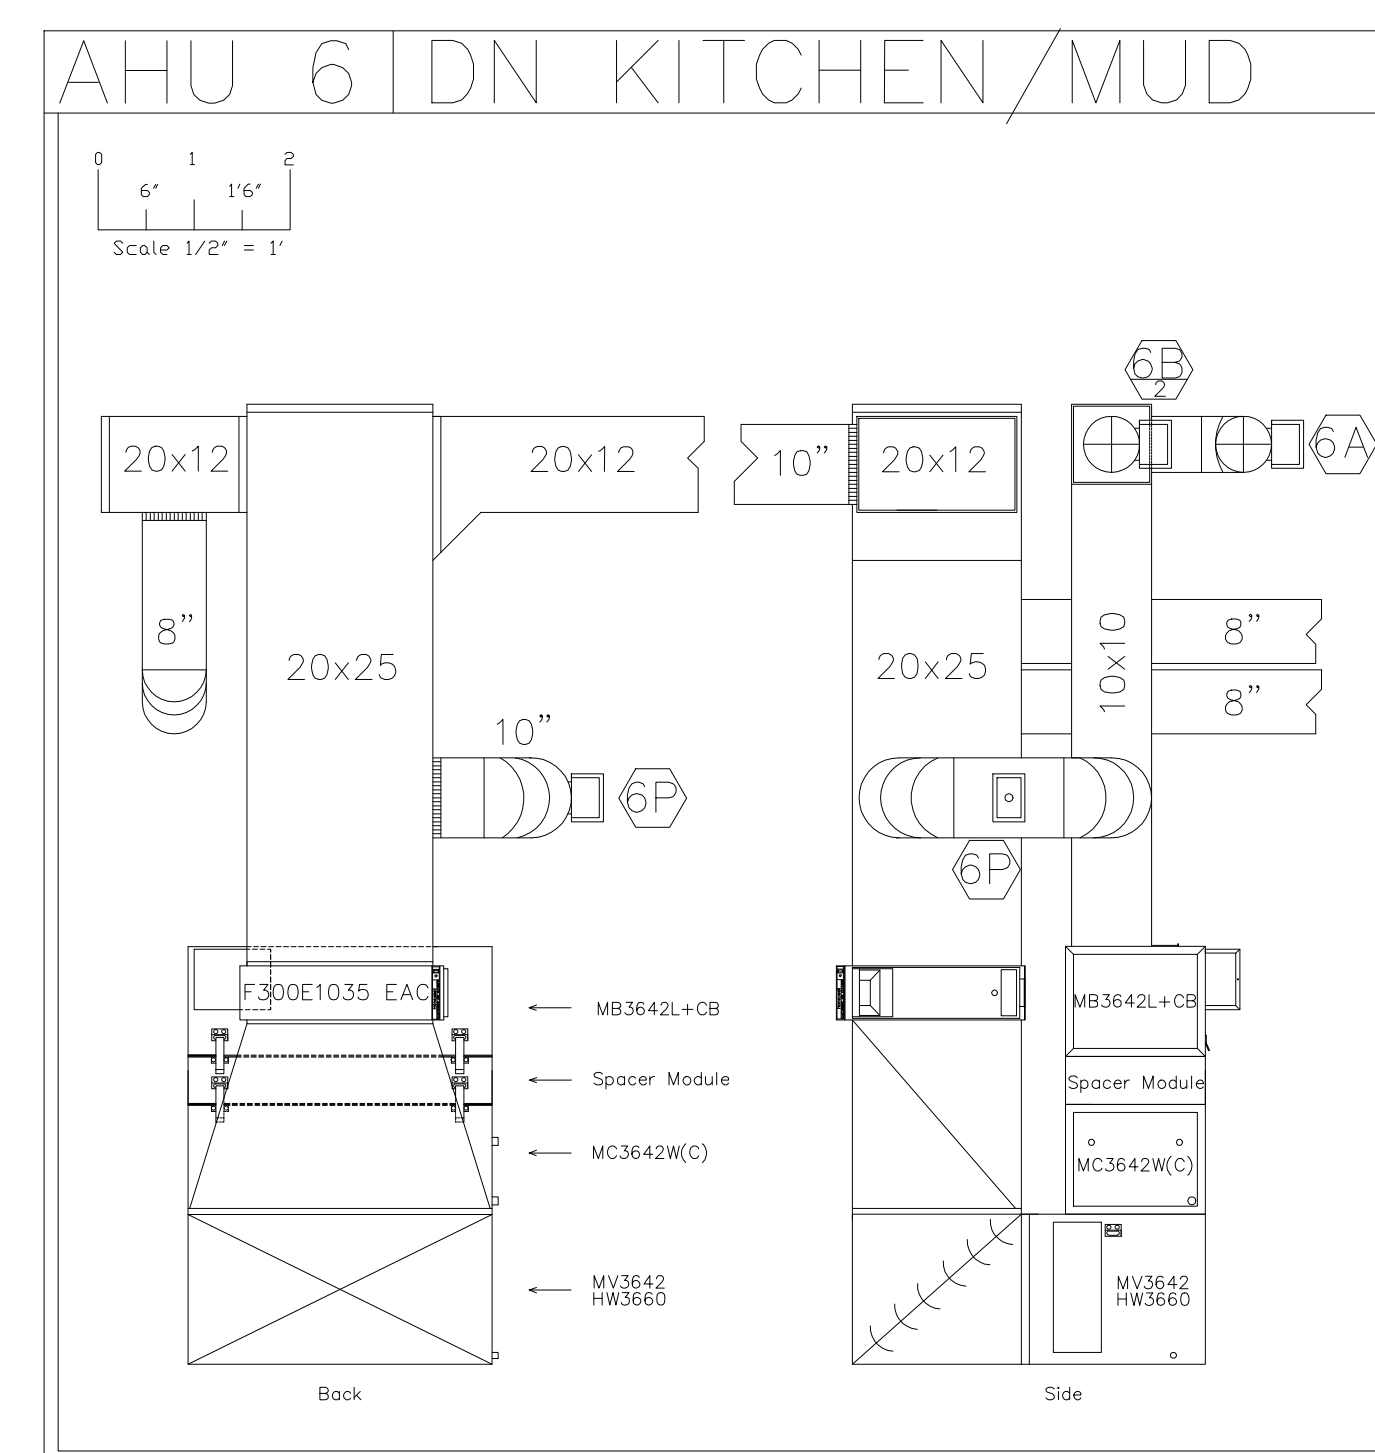 AHU 6 DN KITCHEN/MUD
0 1 2
6" 1'6"
Scale 1/2" = 1'
6B
2
6A
20x12
20x12
10"
20x12
8"
20x25
20x25
10x10
8"
8"
10"
6P
6P
F300E1035 EAC
MB3642L+CB
MB3642L+CB
Spacer Module
Spacer Module
MC3642W(C)
MC3642W(C)
MV3642
HW3660
MV3642
HW3660
Back
Side